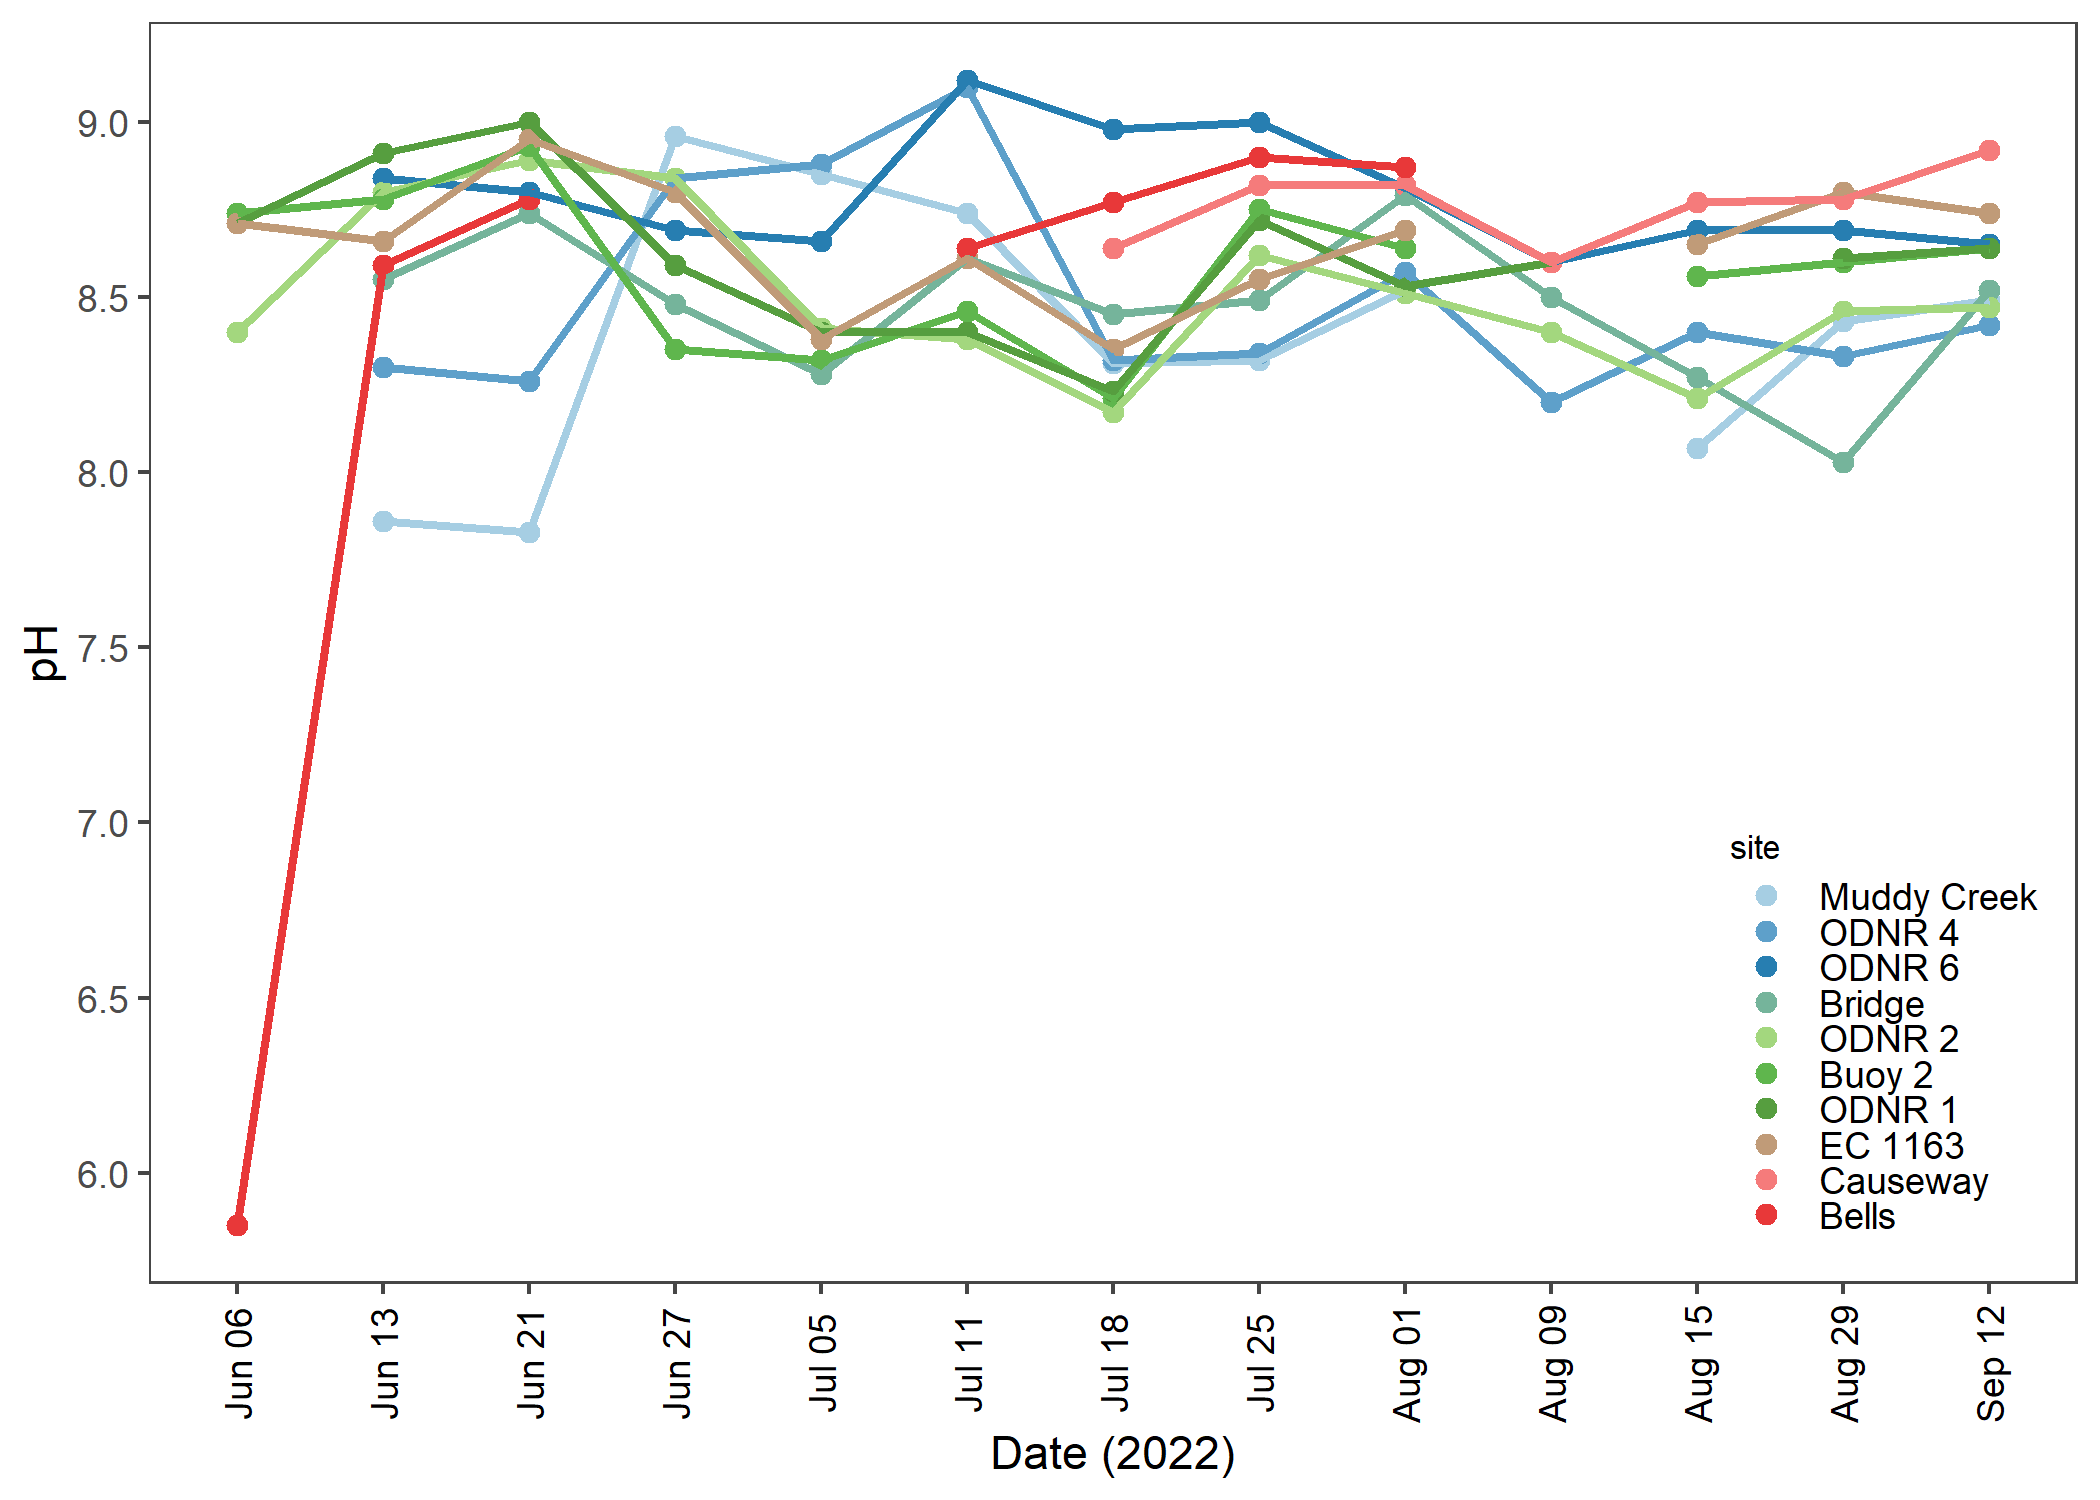 9.0
8.5
8.0
7.5
7.0
6.5
6.0
pH
site
Muddy Creek
ODNR 4
ODNR 6
Bridge
ODNR 2
Buoy 2
ODNR 1
EC 1163
Causeway
Bells
Jun 06
Jun 13
Jun 21
Jun 27
Jul 05
Jul 11
Jul 18
Jul 25
Aug 01
Aug 09
Aug 15
Aug 29
Sep 12
Date (2022)